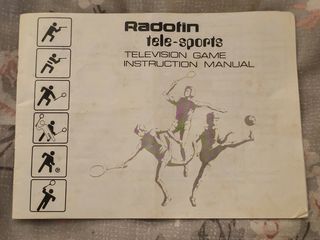 Radofin
tele-sports
TELEVISION GAME
INSTRUCTION MANUAL